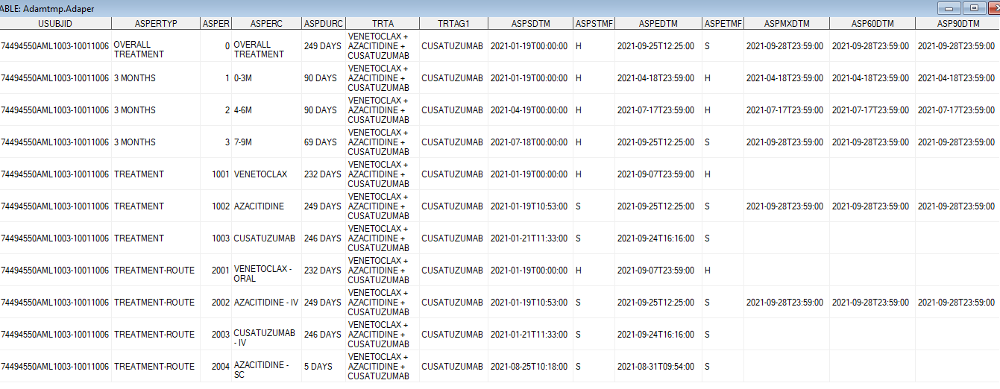 ABLE: Adamtmp.Adaper
USUBJID ASPERTYP ASPER ASPERC ASPDURC TRTA TRTAG1 ASPSDTM ASPSTMF ASPEDTM ASPETMF ASPMXDTM ASP60DTM ASP90DTM
74494550AML1003-10011006 OVERALL TREATMENT 0 OVERALL TREATMENT 249 DAYS VENETOCLAX + AZACITIDINE + CUSATUZUMAB CUSATUZUMAB 2021-01-19T00:00:00 H 2021-09-25T12:25:00 S 2021-09-28T23:59:00 2021-09-28T23:59:00 2021-09-28T23:59:00
74494550AML1003-10011006 3 MONTHS 1 0-3M 90 DAYS VENETOCLAX + AZACITIDINE + CUSATUZUMAB CUSATUZUMAB 2021-01-19T00:00:00 H 2021-04-18T23:59:00 H 2021-04-18T23:59:00 2021-04-18T23:59:00 2021-04-18T23:59:00
74494550AML1003-10011006 3 MONTHS 2 4-6M 90 DAYS VENETOCLAX + AZACITIDINE + CUSATUZUMAB CUSATUZUMAB 2021-04-19T00:00:00 H 2021-07-17T23:59:00 H 2021-07-17T23:59:00 2021-07-17T23:59:00 2021-07-17T23:59:00
74494550AML1003-10011006 3 MONTHS 3 7-9M 69 DAYS VENETOCLAX + AZACITIDINE + CUSATUZUMAB CUSATUZUMAB 2021-07-18T00:00:00 H 2021-09-25T12:25:00 S 2021-09-28T23:59:00 2021-09-28T23:59:00 2021-09-28T23:59:00
74494550AML1003-10011006 TREATMENT 1001 VENETOCLAX 232 DAYS VENETOCLAX + AZACITIDINE + CUSATUZUMAB CUSATUZUMAB 2021-01-19T00:00:00 H 2021-09-07T23:59:00 H
74494550AML1003-10011006 TREATMENT 1002 AZACITIDINE 249 DAYS VENETOCLAX + AZACITIDINE + CUSATUZUMAB CUSATUZUMAB 2021-01-19T10:53:00 S 2021-09-25T12:25:00 S 2021-09-28T23:59:00 2021-09-28T23:59:00 2021-09-28T23:59:00
74494550AML1003-10011006 TREATMENT 1003 CUSATUZUMAB 246 DAYS VENETOCLAX + AZACITIDINE + CUSATUZUMAB CUSATUZUMAB 2021-01-21T11:33:00 S 2021-09-24T16:16:00 S
74494550AML1003-10011006 TREATMENT-ROUTE 2001 VENETOCLAX - ORAL 232 DAYS VENETOCLAX + AZACITIDINE + CUSATUZUMAB CUSATUZUMAB 2021-01-19T00:00:00 H 2021-09-07T23:59:00 H
74494550AML1003-10011006 TREATMENT-ROUTE 2002 AZACITIDINE - IV 249 DAYS VENETOCLAX + AZACITIDINE + CUSATUZUMAB CUSATUZUMAB 2021-01-19T10:53:00 S 2021-09-25T12:25:00 S 2021-09-28T23:59:00 2021-09-28T23:59:00 2021-09-28T23:59:00
74494550AML1003-10011006 TREATMENT-ROUTE 2003 CUSATUZUMAB - IV 246 DAYS VENETOCLAX + AZACITIDINE + CUSATUZUMAB CUSATUZUMAB 2021-01-21T11:33:00 S 2021-09-24T16:16:00 S
74494550AML1003-10011006 TREATMENT-ROUTE 2004 AZACITIDINE - SC 5 DAYS VENETOCLAX + AZACITIDINE + CUSATUZUMAB CUSATUZUMAB 2021-08-25T10:18:00 S 2021-08-31T09:54:00 S